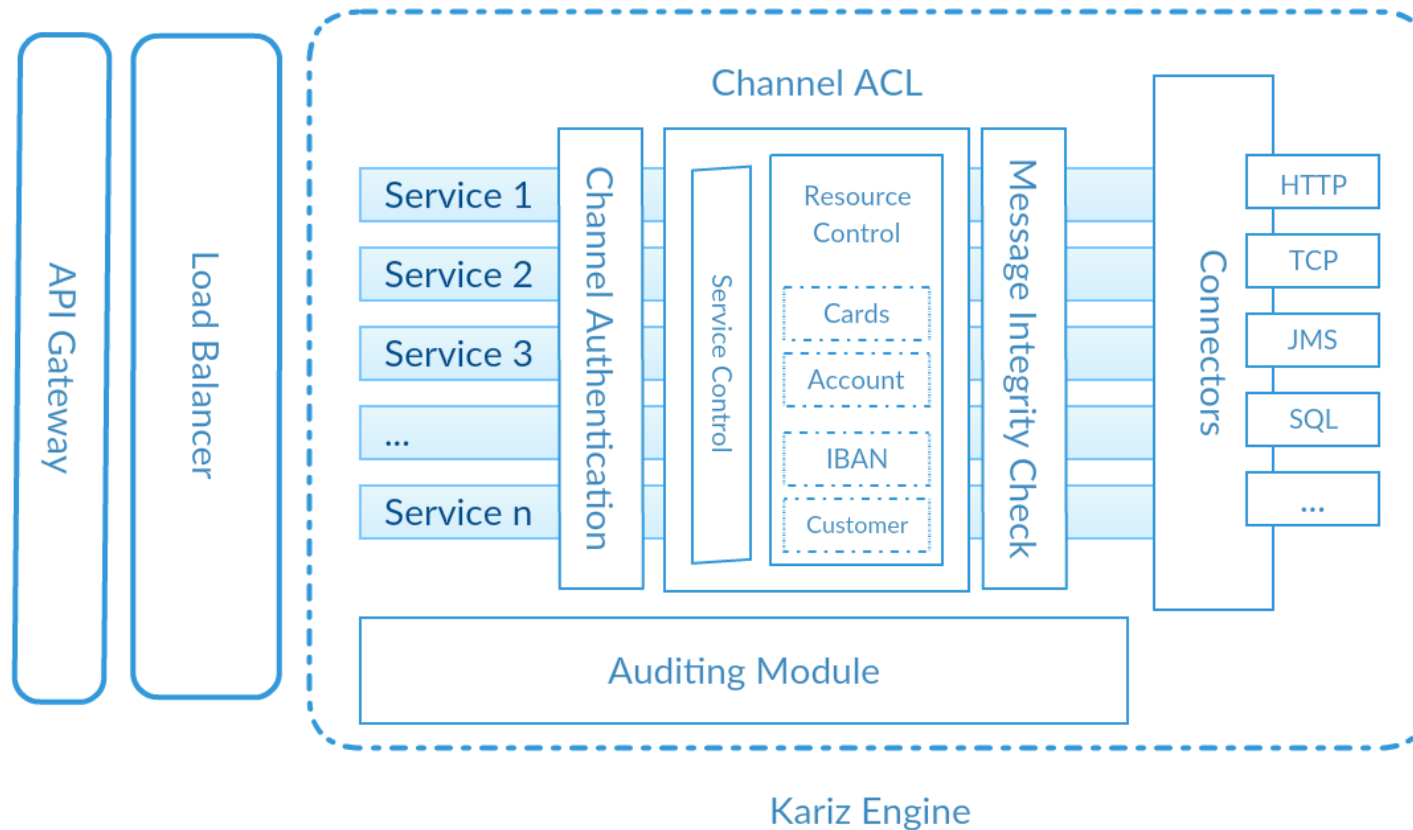 API Gateway
Load Balancer
Channel ACL
Service 1
Service 2
Service 3
...
Service n
Channel Authentication
Service Control
Resource
Control
Cards
Account
IBAN
Customer
Message Integrity Check
Connectors
HTTP
TCP
JMS
SQL
...
Auditing Module
Kariz Engine